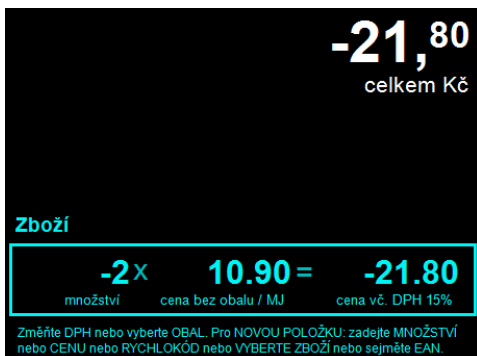 -21,80
celkem Kč
Zboží
-2 x 10.90 = -21.80
množství cena bez obalu / MJ cena vč. DPH 15%
Změňte DPH nebo vyberte OBAL. Pro NOVOU POLOŽKU: zadejte MNOŽSTVÍ
nebo CENU nebo RYCHLOKÓD nebo VYBERTE ZBOŽÍ nebo sejměte EAN.